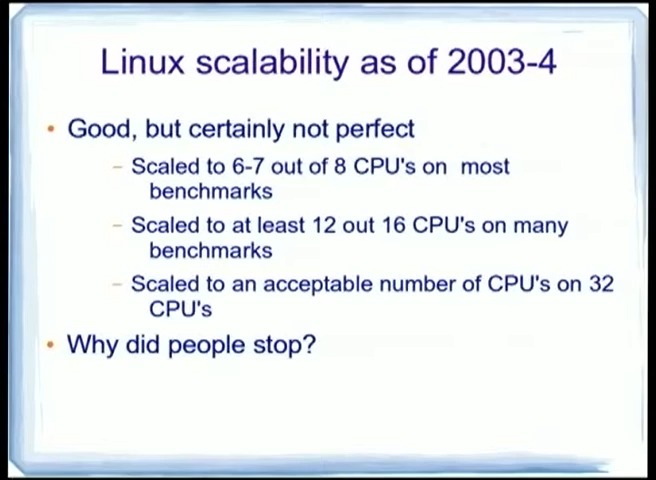 Linux scalability as of 2003-4
• Good, but certainly not perfect
– Scaled to 6-7 out of 8 CPU's on most
benchmarks
– Scaled to at least 12 out 16 CPU's on many
benchmarks
– Scaled to an acceptable number of CPU's on 32
CPU's
• Why did people stop?